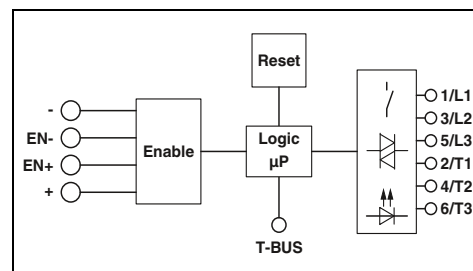 Reset
-
EN-
EN+
+
Enable
Logic
µP
T-BUS
1/L1
3/L2
5/L3
2/T1
4/T2
6/T3